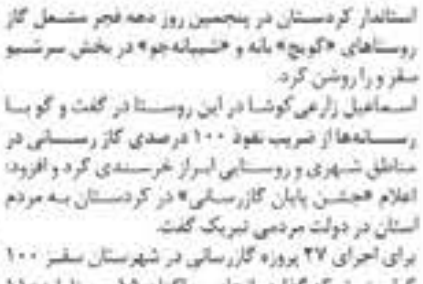 استاندار کردستان در پنجمین روز دهه فجر مشعل گاز
روستاهای «کویچ» بانه و «شیبانه‌جو» در بخش سرشیو
سقز و را روشن کرد.
اسماعیل زارعی‌کوشا در این روستا در گفت و گو با
رسانه‌ها از ضریب نفوذ ۱۰۰ درصدی گاز رسانی در
مناطق شهری و روستایی ابراز خرسندی کرد و افزود:
اعلام «جشن پایان گازرسانی» در کردستان به مردم
استان در دولت مردمی تبریک گفت.
برای اجرای ۲۷ پروژه گازرسانی در شهرستان سقز ۱۰۰